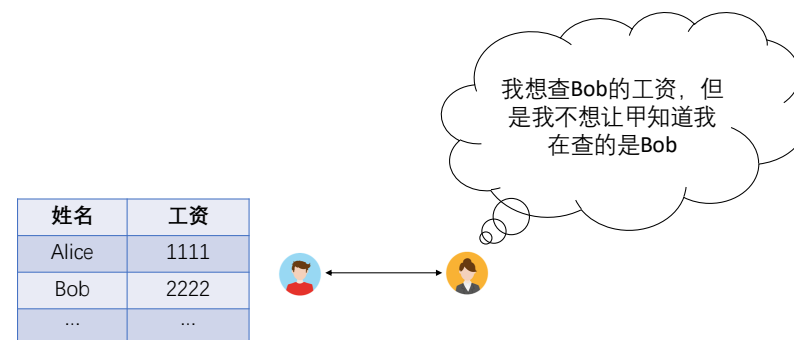 我想查Bob的工资，但
是我不想让甲知道我
在查的是Bob
姓名 工资
Alice 1111
Bob 2222
... ...